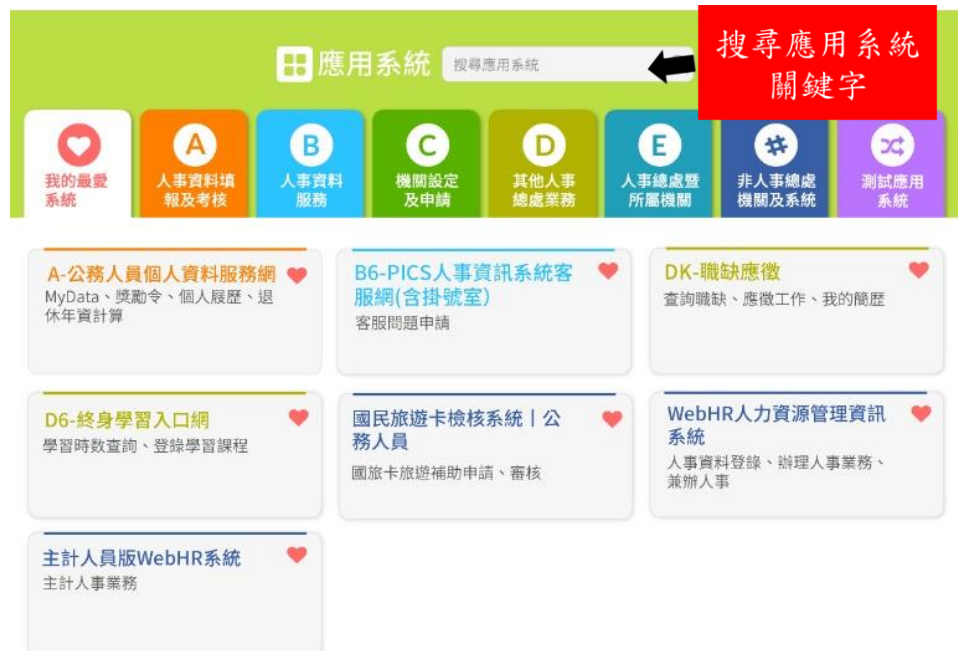 應用系統
搜尋應用系統
搜尋應用系統
關鍵字
我的最愛
系統
A
人事資料填
報及考核
B
人事資料
服務
C
機關設定
及申請
D
其他人事
總處業務
E
人事總處暨
所屬機關
#
非人事總處
機關及系統
測試應用
系統
A-公務人員個人資料服務網
MyData、獎勵令、個人履歷、退
休年資計算
B6-PICS人事資訊系統客
服網(含掛號室)
客服問題申請
DK-職缺應徵
查詢職缺、應徵工作、我的簡歷
D6-終身學習入口網
學習時數查詢、登錄學習課程
國民旅遊卡檢核系統|公
務人員
國旅卡旅遊補助申請、審核
WebHR人力資源管理資訊
系統
人事資料登錄、辦理人事業務、
兼辦人事
主計人員版WebHR系統
主計人事業務